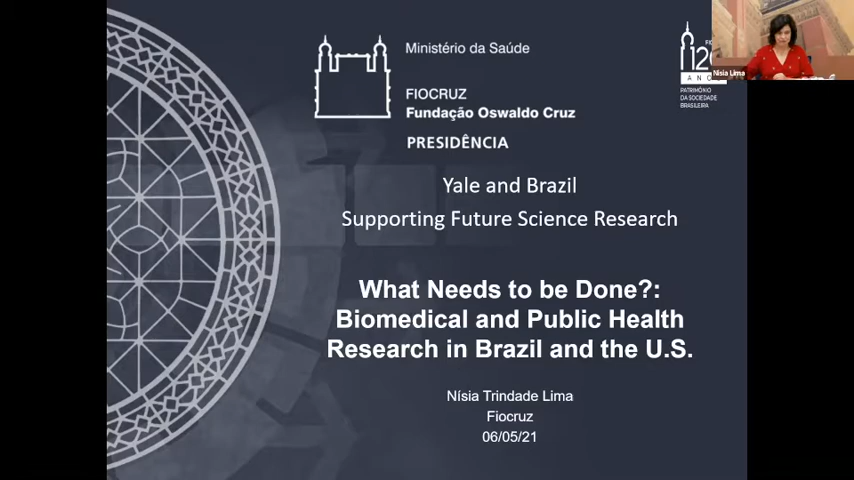 Ministério da Saúde
FIOCRUZ
Fundação Oswaldo Cruz
PRESIDÊNCIA
ANO
PATRIMÔNIO
DA SOCIEDADE
BRASILEIRA
Nísia Lima
Yale and Brazil
Supporting Future Science Research
What Needs to be Done?:
Biomedical and Public Health
Research in Brazil and the U.S.
Nísia Trindade Lima
Fiocruz
06/05/21